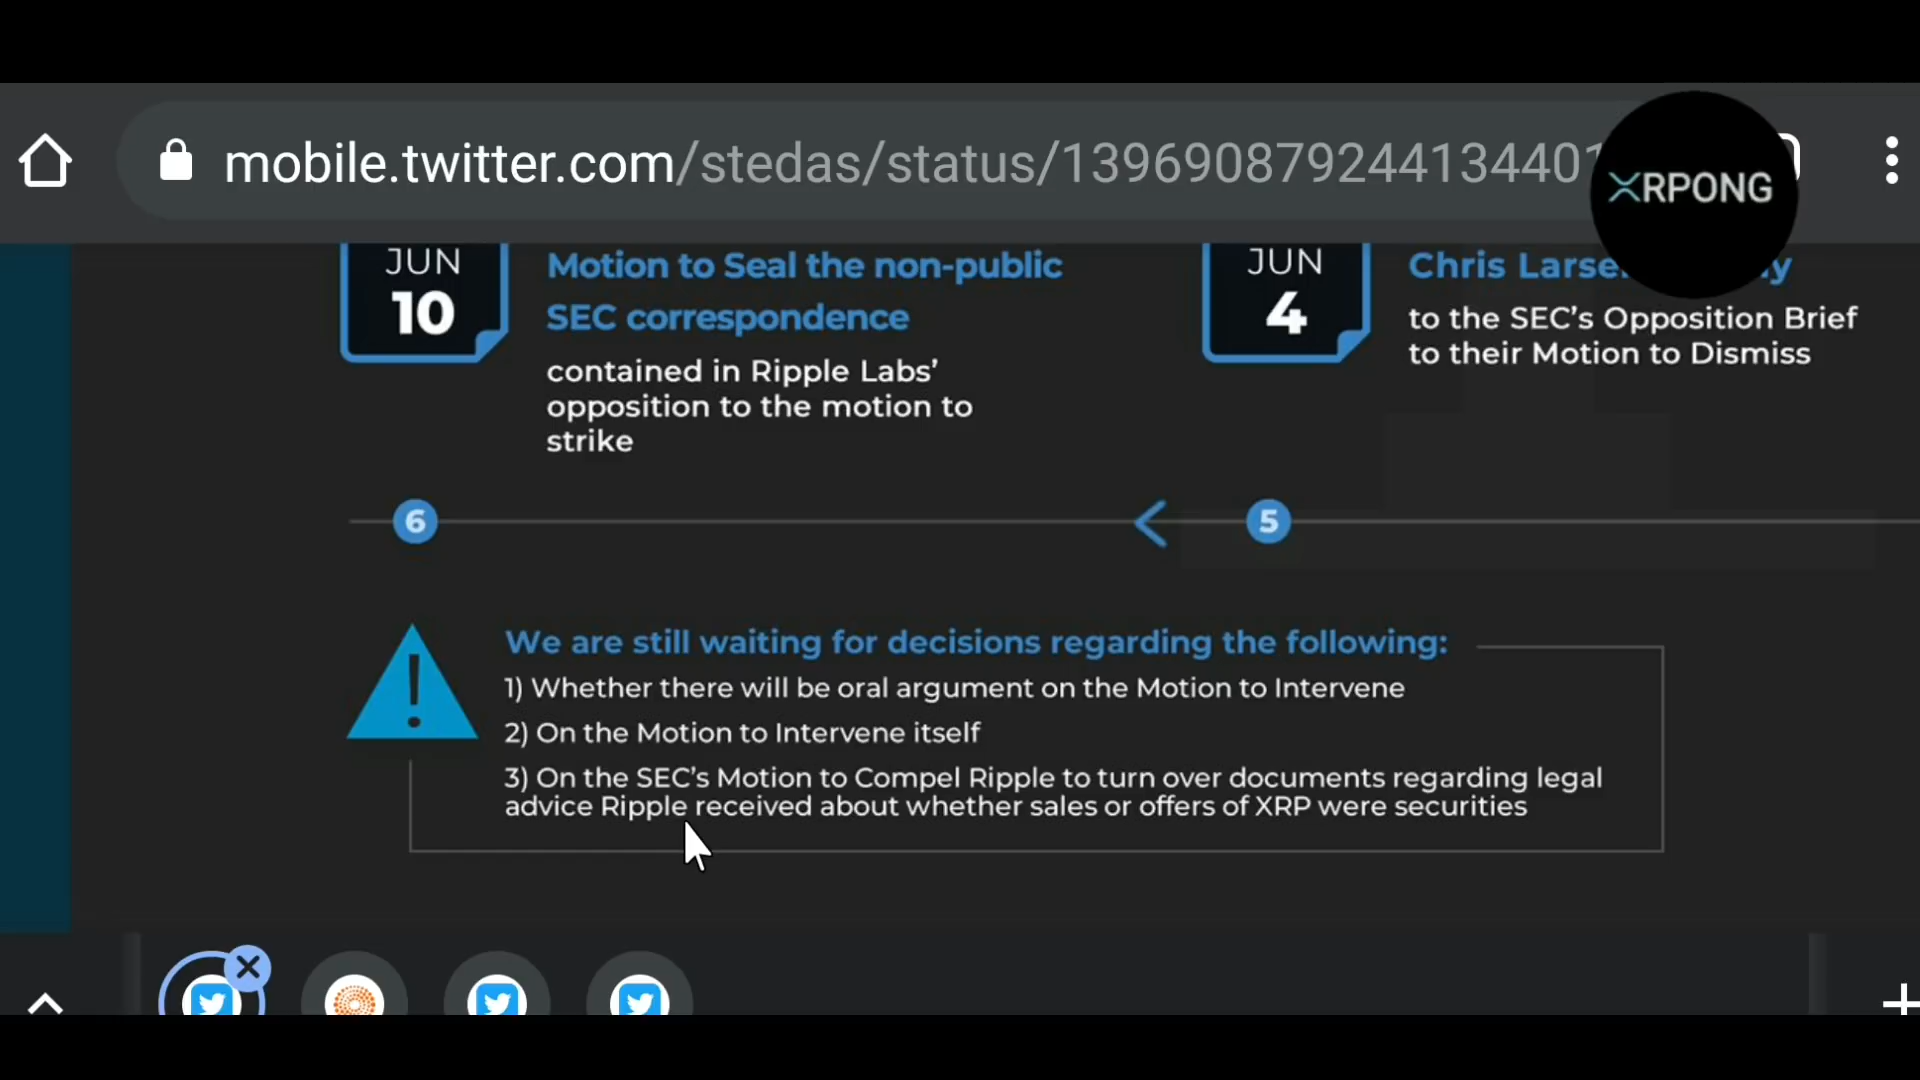 mobile.twitter.com/stedas/status/139690879244134401
XRPONG
JUN
10
Motion to Seal the non-public
SEC correspondence
contained in Ripple Labs’
opposition to the motion to
strike
JUN
4
Chris
to the SEC’s Opposition Brief
to their Motion to Dismiss
6
5
We are still waiting for decisions regarding the following:
1) Whether there will be oral argument on the Motion to Intervene
2) On the Motion to Intervene itself
3) On the SEC’s Motion to Compel Ripple to turn over documents regarding legal
advice Ripple received about whether sales or offers of XRP were securities